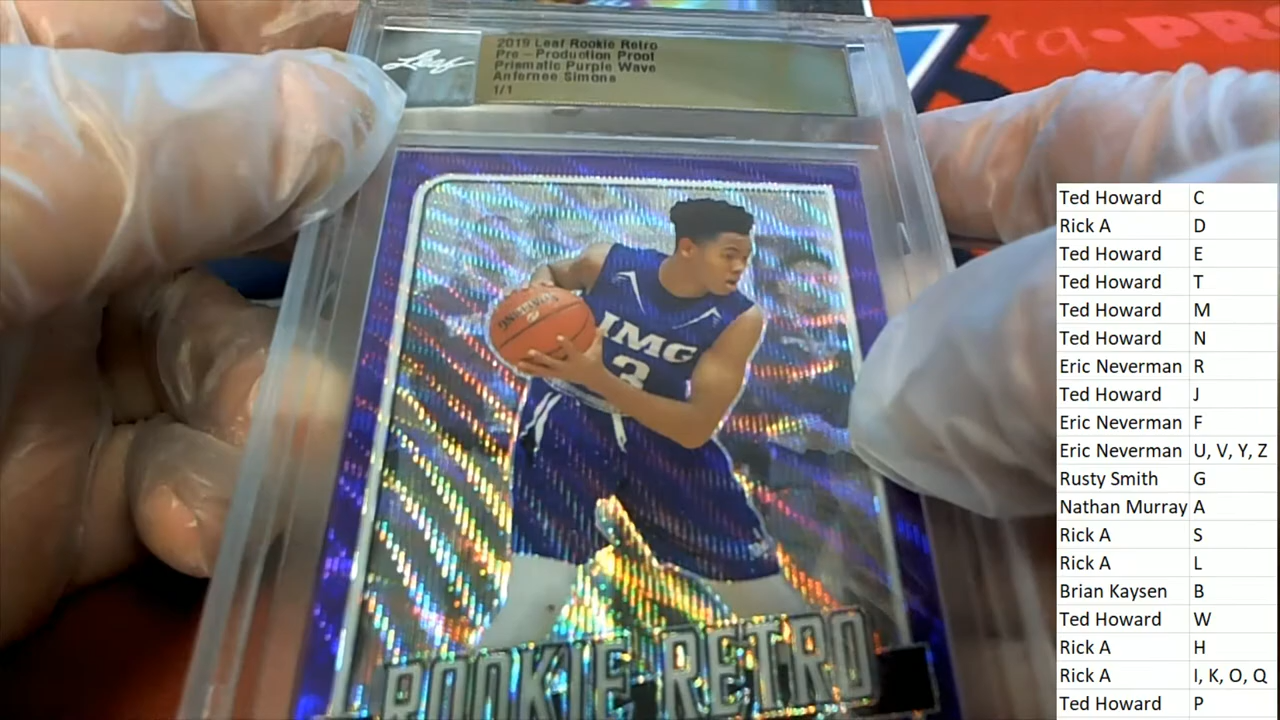 Leaf
2019 Leaf Rookie Retro
Pre - Production Proof
Prismatic Purple Wave
Anfernee Simons
1/1
SPALDING
IMG
3
ROOKIE RETRO
Ted Howard C
Rick A D
Ted Howard E
Ted Howard T
Ted Howard M
Ted Howard N
Eric Neverman R
Ted Howard J
Eric Neverman F
Eric Neverman U, V, Y, Z
Rusty Smith G
Nathan Murray A
Rick A S
Rick A L
Brian Kaysen B
Ted Howard W
Rick A H
Rick A I, K, O, Q
Ted Howard P